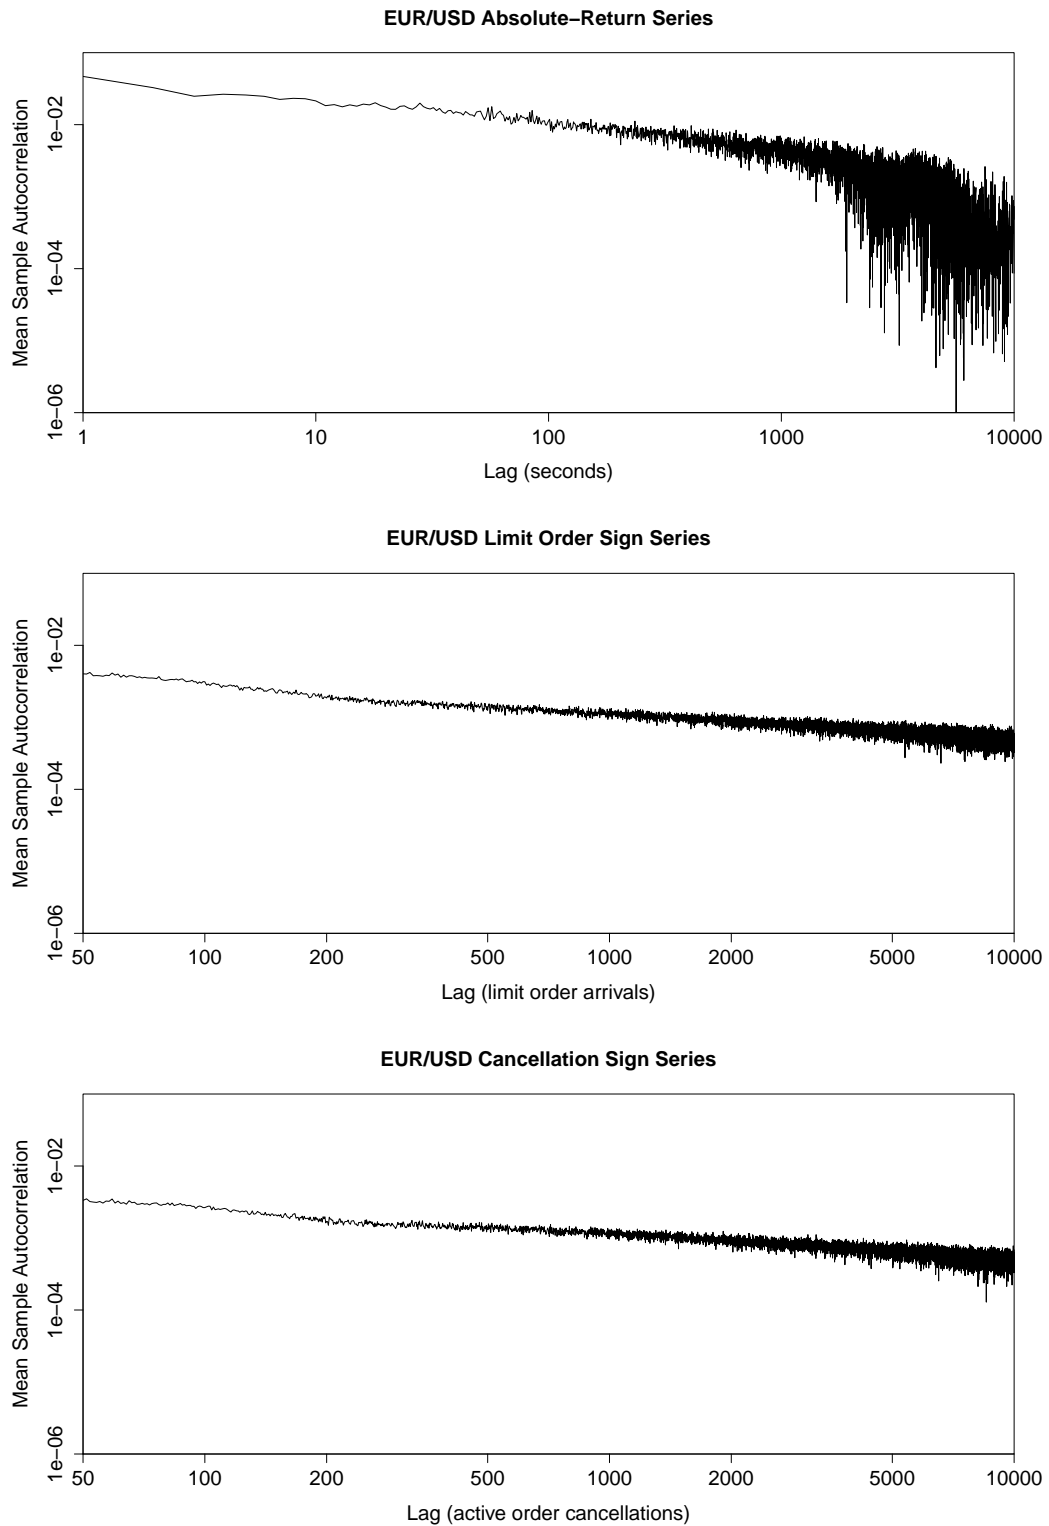 EUR/USD Absolute−Return Series
Mean Sample Autocorrelation
1e−02
1e−04
1e−06
1 10 100 1000 10000
Lag (seconds)
EUR/USD Limit Order Sign Series
Mean Sample Autocorrelation
1e−02
1e−04
1e−06
50 100 200 500 1000 2000 5000 10000
Lag (limit order arrivals)
EUR/USD Cancellation Sign Series
Mean Sample Autocorrelation
1e−02
1e−04
1e−06
50 100 200 500 1000 2000 5000 10000
Lag (active order cancellations)